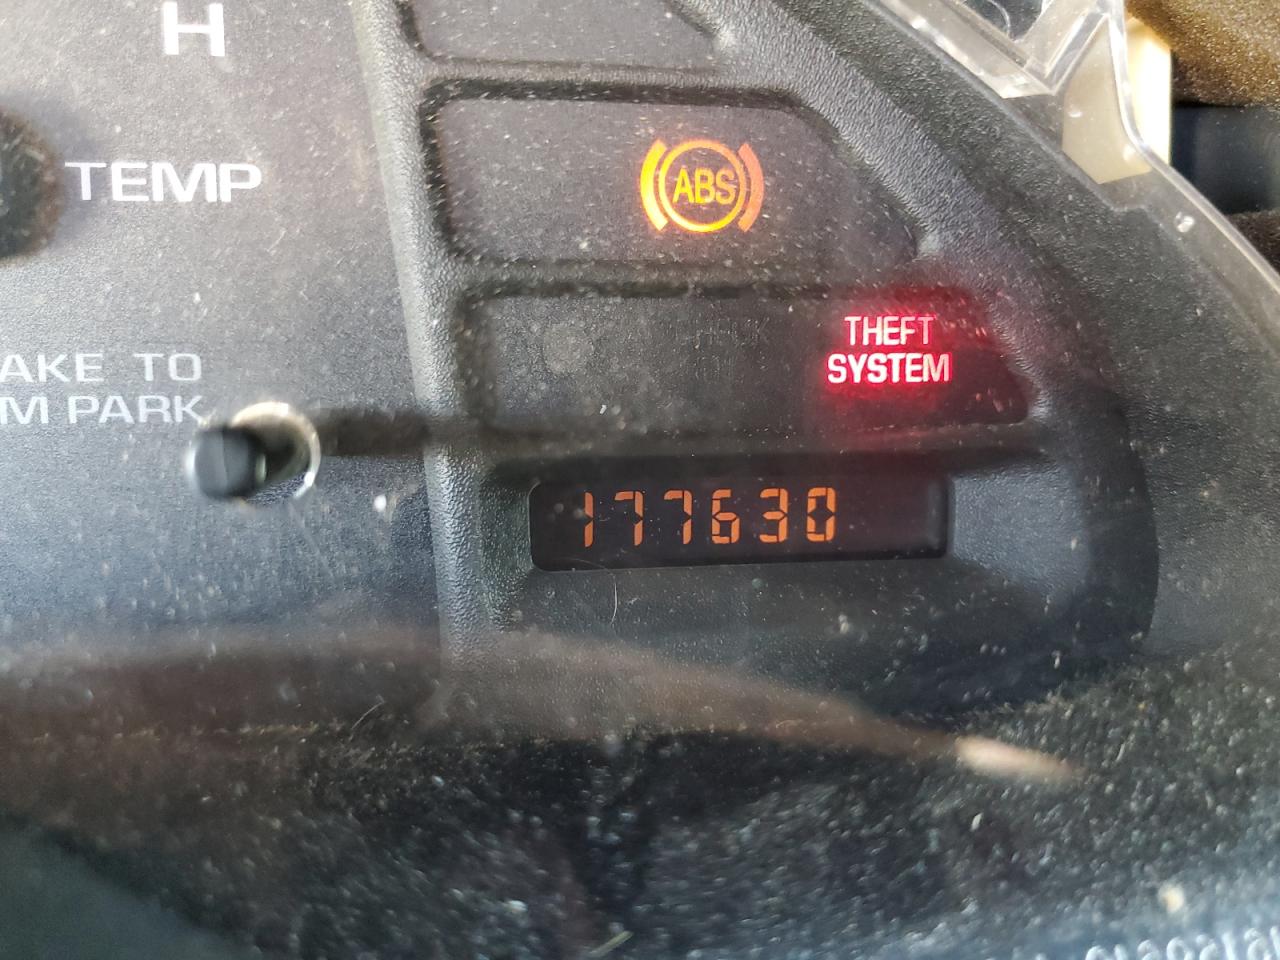 H
TEMP
ABS
THEFT
SYSTEM
AKE TO
M PARK
177630